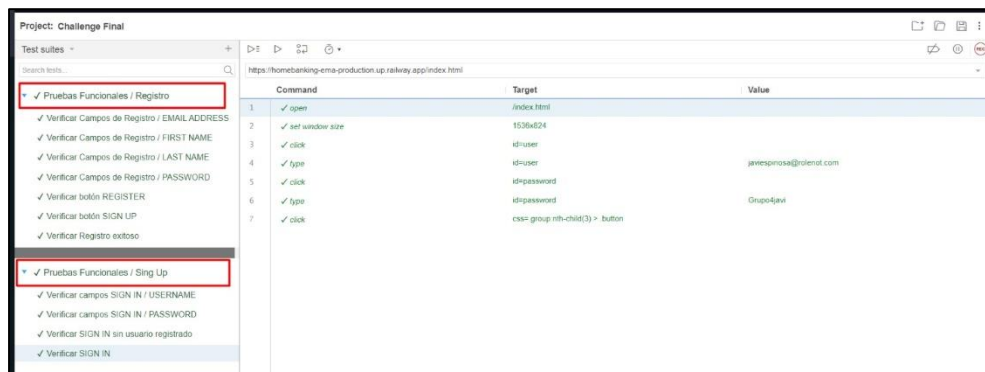 Project: Challenge Final
Test suites
Search tests...
✓ Pruebas Funcionales / Registro
✓ Verificar Campos de Registro / EMAIL ADDRESS
✓ Verificar Campos de Registro / FIRST NAME
✓ Verificar Campos de Registro / LAST NAME
✓ Verificar Campos de Registro / PASSWORD
✓ Verificar botón REGISTER
✓ Verificar botón SIGN UP
✓ Verificar Registro exitoso
✓ Pruebas Funcionales / Sing Up
✓ Verificar campos SIGN IN / USERNAME
✓ Verificar campos SIGN IN / PASSWORD
✓ Verificar SIGN IN sin usuario registrado
✓ Verificar SIGN IN
REC
https://homebanking-ema-production.up.railway.app/index.html
Command Target Value
1 ✓ open /index.html
2 ✓ set window size 1536x824
3 ✓ click id=user
4 ✓ type id=user javiespinosa@rolenot.com
5 ✓ click id=password
6 ✓ type id=password Grupo4javi
7 ✓ click css=.group:nth-child(3) > .button